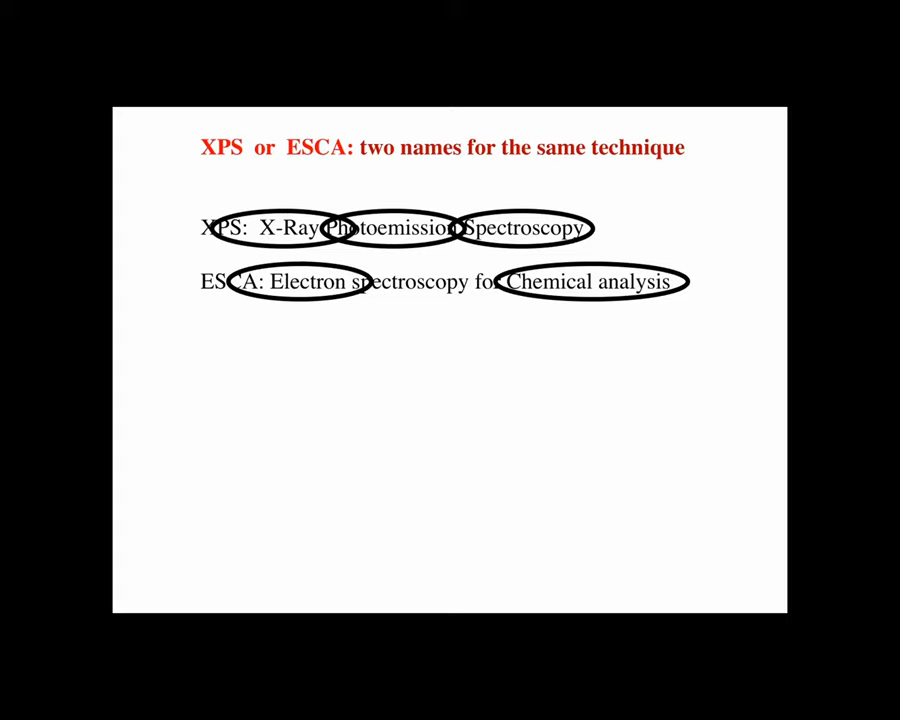 XPS or ESCA: two names for the same technique
XPS: X-Ray Photoemission Spectroscopy
ESCA: Electron spectroscopy for Chemical analysis